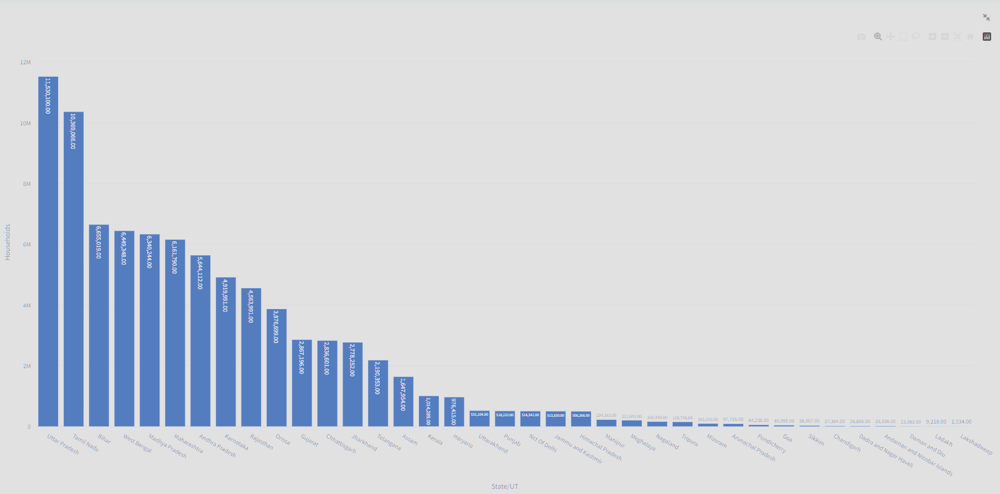 12M
10M
8M
6M
4M
2M
0
Households
11,530,100.00
10,369,066.00
6,655,019.00
6,449,348.00
6,340,244.00
6,161,790.00
5,644,112.00
4,919,991.00
4,563,991.00
3,876,699.00
2,867,196.00
2,836,601.00
2,778,252.00
2,190,353.00
1,647,954.00
1,014,289.00
976,415.00
531,104.00
518,122.00
514,341.00
512,620.00
506,266.00
234,183.00
211,843.00
169,448.00
158,748.00
103,156.00
97,755.00
64,236.00
49,955.00
38,007.00
27,384.00
26,605.00
25,198.00
13,363.00
9,218.00
1,534.00
Uttar Pradesh
Tamil Nadu
Bihar
West Bengal
Madhya Pradesh
Maharashtra
Andhra Pradesh
Karnataka
Rajasthan
Orissa
Gujarat
Chhattisgarh
Jharkhand
Telangana
Assam
Kerala
Haryana
Uttarakhand
Punjab
Nct Of Delhi
Jammu and Kashmir
Himachal Pradesh
Manipur
Meghalaya
Nagaland
Tripura
Mizoram
Arunachal Pradesh
Pondicherry
Goa
Sikkim
Chandigarh
Dadra and Nagar Haveli
Andaman and Nicobar Islands
Daman and Diu
Ladakh
Lakshadweep
State/UT